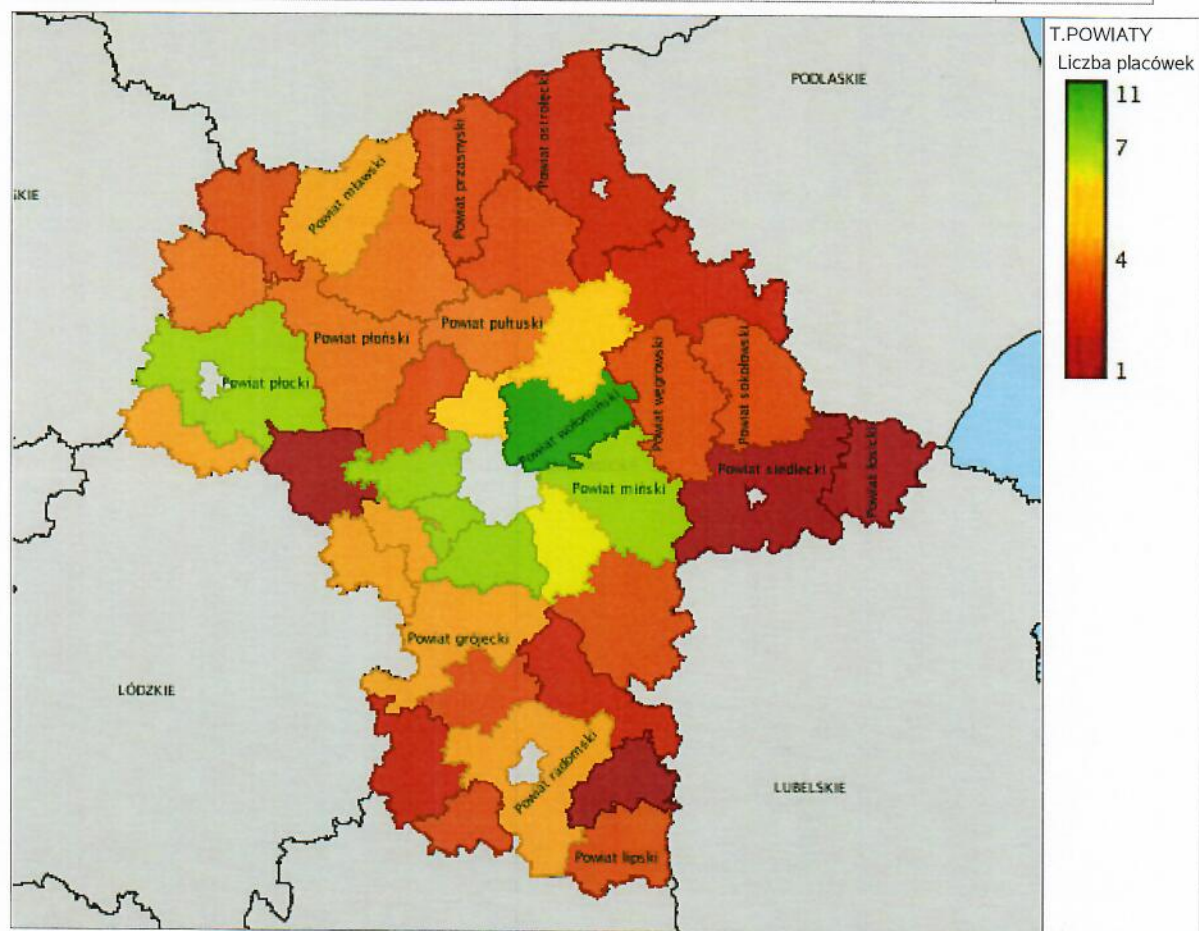 T.POWIATY
Liczba placówek
11
7
4
1
PODLASKIE
SKIE
Powiat ostrołęcki
Powiat przasnyski
Powiat mławski
Powiat płoński
Powiat pułtuski
Powiat płocki
Powiat wołomiński
Powiat węgrowski
Powiat sokołowski
Powiat siedlecki
Powiat łosicki
Powiat miński
Powiat grójecki
ŁÓDZKIE
Powiat radomski
LUBELSKIE
Powiat lipski